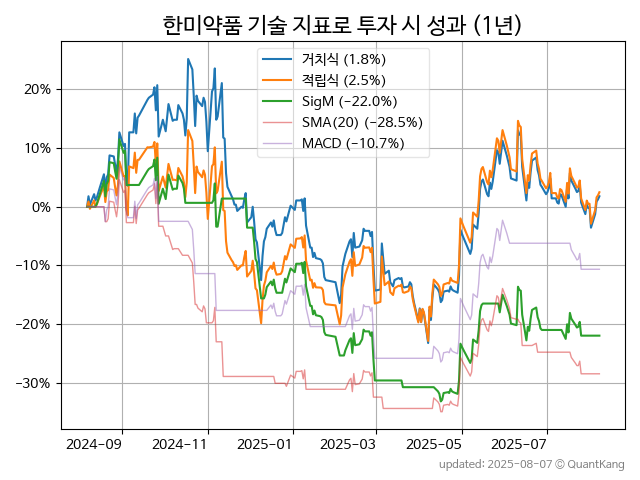 한미약품 기술 지표로 투자 시 성과 (1년)
거치식 (1.8%)
적립식 (2.5%)
SigM (−22.0%)
SMA(20) (−28.5%)
MACD (−10.7%)
20%
10%
0%
−10%
−20%
−30%
2024-09 2024-11 2025-01 2025-03 2025-05 2025-07
updated: 2025-08-07 © QuantKang